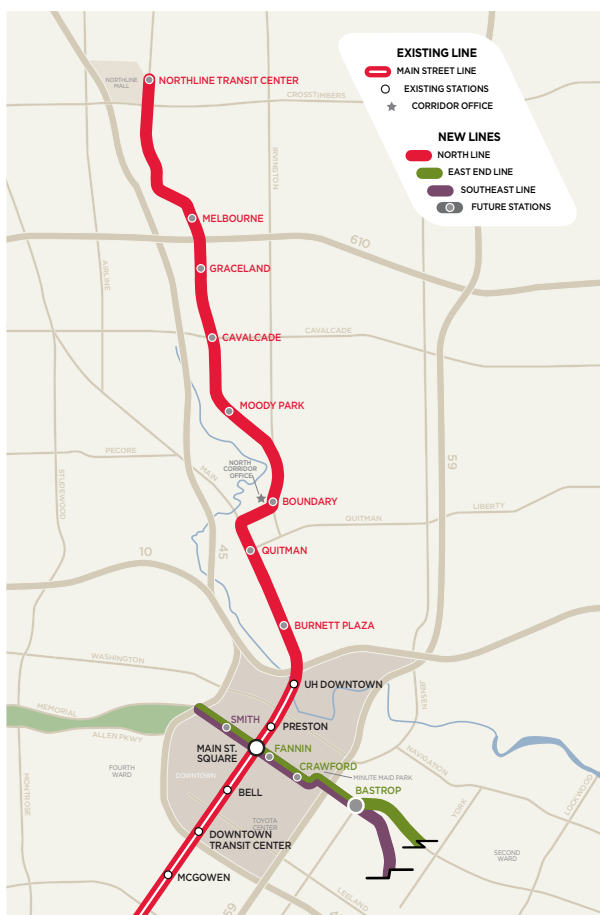 EXISTING LINE
MAIN STREET LINE
EXISTING STATIONS
CORRIDOR OFFICE
NEW LINES
NORTH LINE
EAST END LINE
SOUTHEAST LINE
FUTURE STATIONS
NORTHLINE
MALL
NORTHLINE TRANSIT CENTER
CROSSTIMBERS
IRVINGTON
MELBOURNE
610
GRACELAND
AIRLINE
CAVALCADE
CAVALCADE
MOODY PARK
PECORE
MAIN
NORTH
CORRIDOR
OFFICE
59
STUDEWOOD
BOUNDARY
LIBERTY
QUITMAN
QUITMAN
10
45
BURNETT PLAZA
WASHINGTON
UH DOWNTOWN
JENSEN
MEMORIAL
SMITH
PRESTON
ALLEN PKWY
MAIN ST.
SQUARE
FANNIN
NAVIGATION
CRAWFORD
FOURTH
WARD
DOWNTOWN
MINUTE MAID PARK
BASTROP
MONTROSE
BELL
YORK
LOCKWOOD
TOYOTA
CENTER
DOWNTOWN
TRANSIT CENTER
SECOND
WARD
MCGOWEN
LEELAND
59